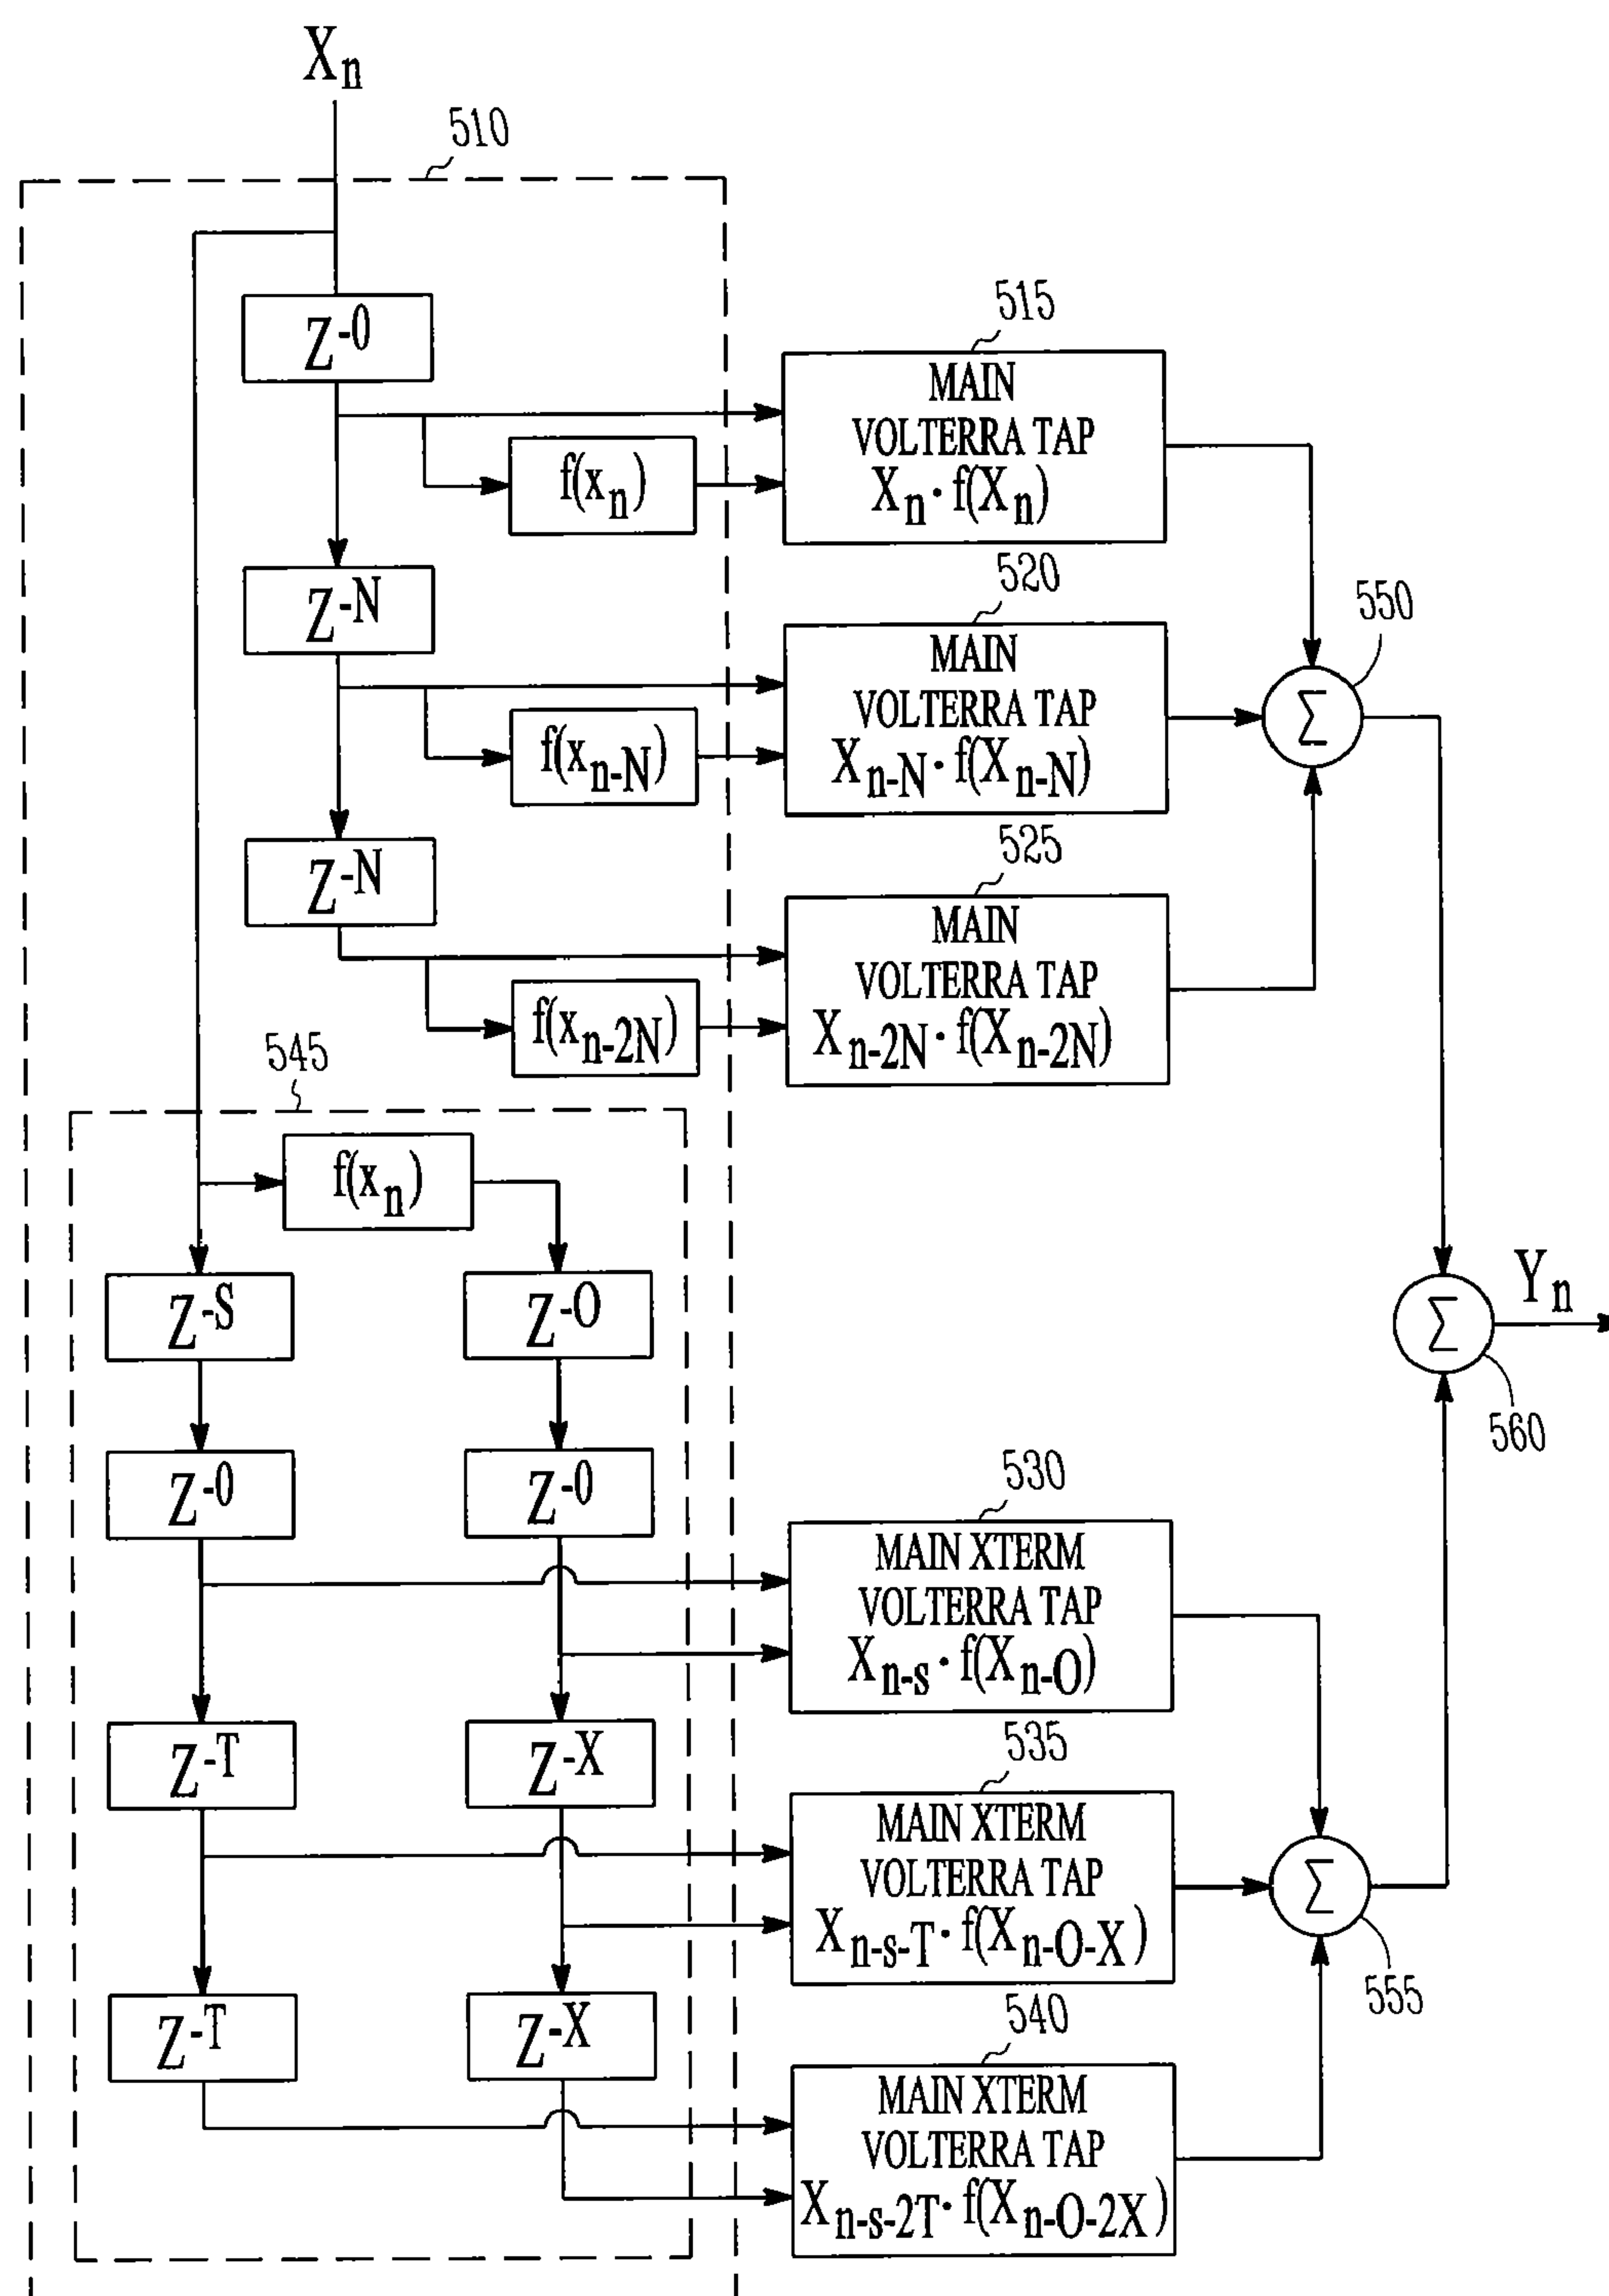 Xn
510
Z-0
515
MAIN
VOLTERRA TAP
Xn · f(Xn)
f(xn)
Z-N
520
MAIN
VOLTERRA TAP
Xn-N · f(Xn-N)
f(xn-N)
550
Σ
Z-N
525
MAIN
VOLTERRA TAP
Xn-2N · f(Xn-2N)
f(xn-2N)
545
f(xn)
Z-S
Z-O
Σ
Yn
560
Z-0
Z-0
530
MAIN XTERM
VOLTERRA TAP
Xn-s · f(Xn-O)
Z-T
Z-X
535
MAIN XTERM
VOLTERRA TAP
Xn-s-T · f(Xn-O-X)
Σ
555
Z-T
Z-X
540
MAIN XTERM
VOLTERRA TAP
Xn-s-2T · f(Xn-O-2X)